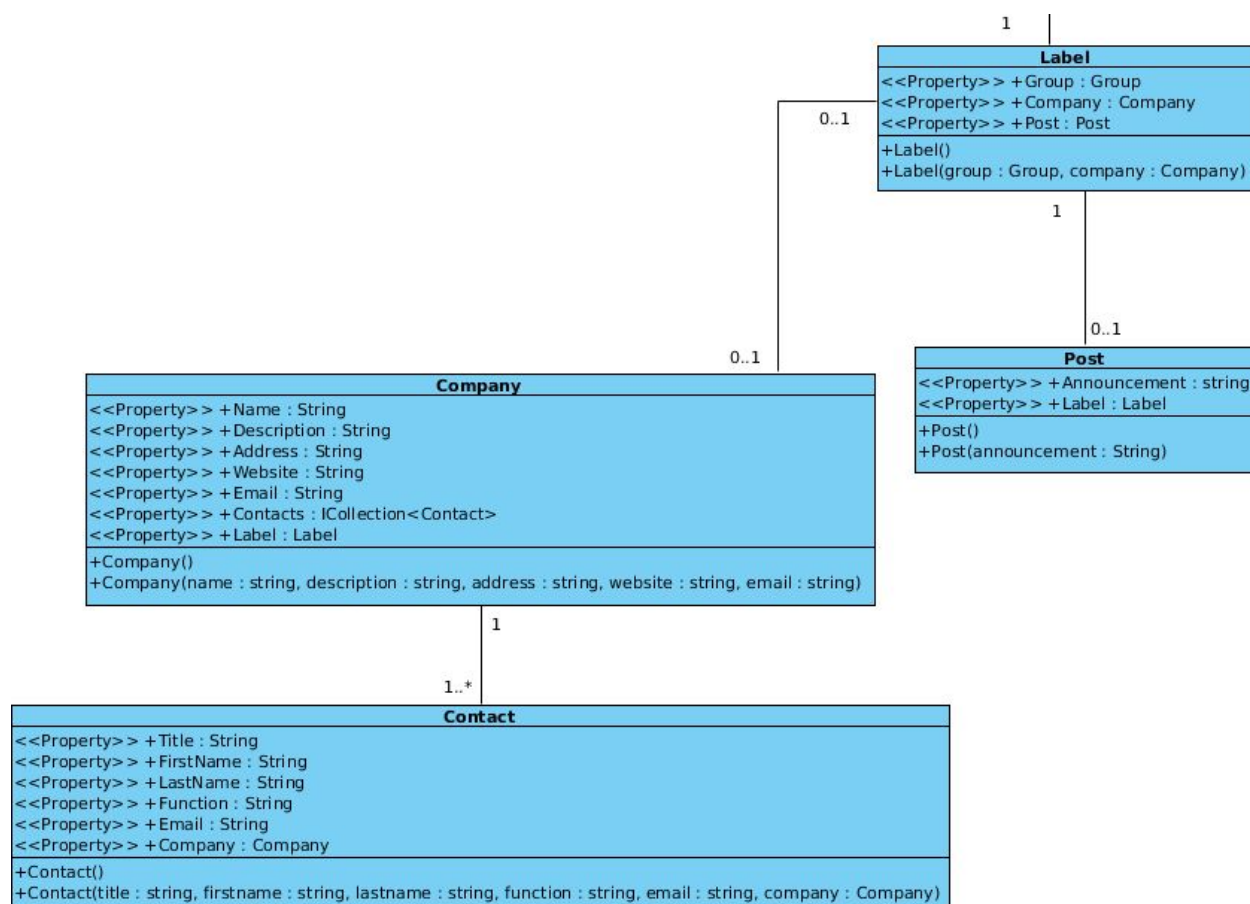 1
Label
<<Property>> +Group : Group
<<Property>> +Company : Company
<<Property>> +Post : Post
+Label()
+Label(group : Group, company : Company)
0..1
1
0..1
0..1
Post
<<Property>> +Announcement : string
<<Property>> +Label : Label
+Post()
+Post(announcement : String)
Company
<<Property>> +Name : String
<<Property>> +Description : String
<<Property>> +Address : String
<<Property>> +Website : String
<<Property>> +Email : String
<<Property>> +Contacts : ICollection<Contact>
<<Property>> +Label : Label
+Company()
+Company(name : string, description : string, address : string, website : string, email : string)
1
1..*
Contact
<<Property>> +Title : String
<<Property>> +FirstName : String
<<Property>> +LastName : String
<<Property>> +Function : String
<<Property>> +Email : String
<<Property>> +Company : Company
+Contact()
+Contact(title : string, firstname : string, lastname : string, function : string, email : string, company : Company)